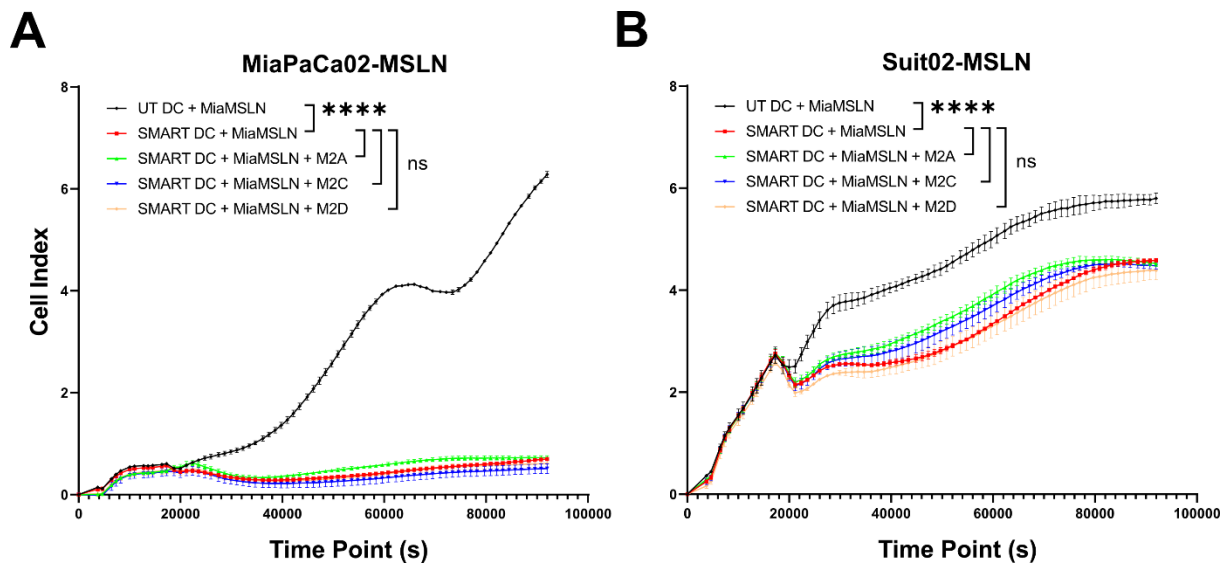 A
MiaPaCa02-MSLN
8
6
4
2
0
Cell Index
UT DC + MiaMSLN
SMART DC + MiaMSLN
SMART DC + MiaMSLN + M2A
SMART DC + MiaMSLN + M2C
SMART DC + MiaMSLN + M2D
****
ns
0 20000 40000 60000 80000 100000
Time Point (s)
B
Suit02-MSLN
8
6
4
2
0
UT DC + MiaMSLN
SMART DC + MiaMSLN
SMART DC + MiaMSLN + M2A
SMART DC + MiaMSLN + M2C
SMART DC + MiaMSLN + M2D
****
ns
0 20000 40000 60000 80000 100000
Time Point (s)